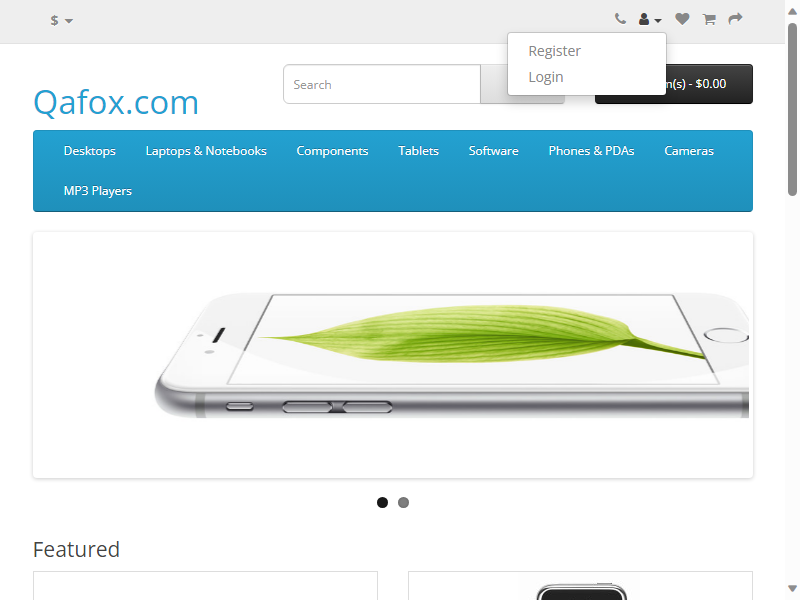 $
Register
Login
Qafox.com
Search
(s) - $0.00
Desktops
Laptops & Notebooks
Components
Tablets
Software
Phones & PDAs
Cameras
MP3 Players
Featured